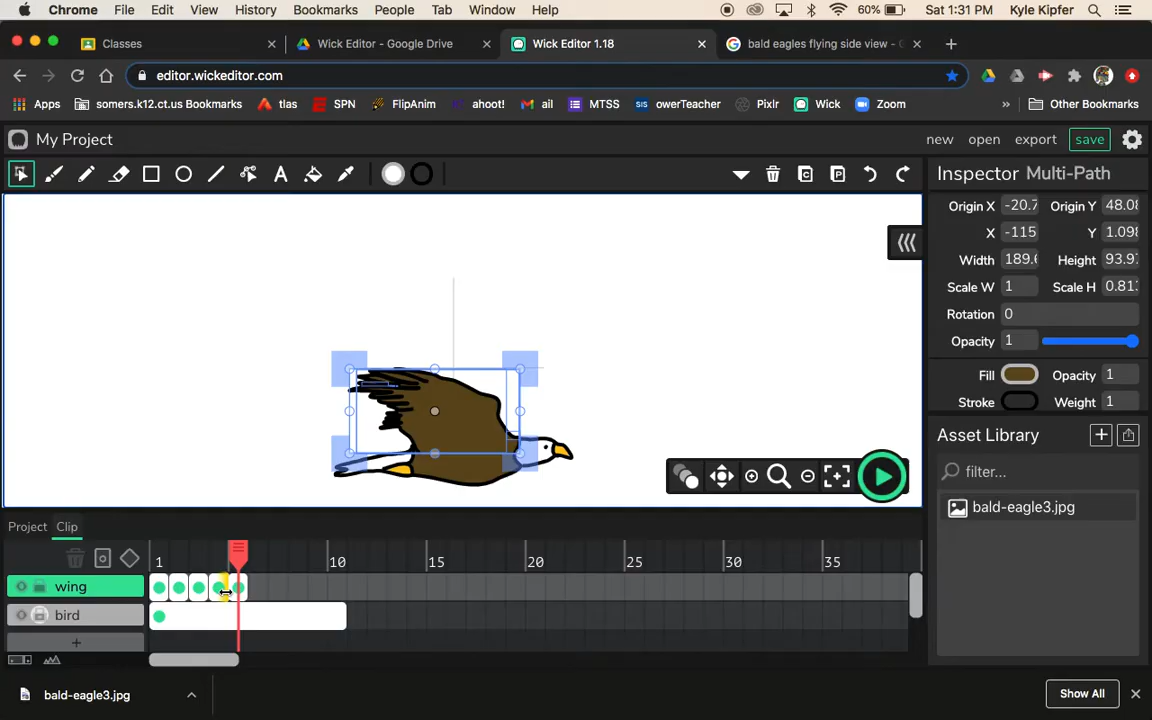 Chrome File Edit View History Bookmarks People Tab Window Help 60% Sat 1:31 PM Kyle Kipfer
Classes Wick Editor - Google Drive Wick Editor 1.18 bald eagles flying side view -
editor.wickeditor.com
Apps somers.k12.ct.us Bookmarks tlas SPN FlipAnim ahoot! ail MTSS owerTeacher Pixlr Wick Zoom » Other Bookmarks
My Project new open export save
Inspector Multi-Path
Origin X -20.7 Origin Y 48.08
X -115 Y 1.098
Width 189.6 Height 93.97
Scale W 1 Scale H 0.81
Rotation 0
Opacity 1
Fill Opacity 1
Stroke Weight 1
Asset Library
filter...
bald-eagle3.jpg
Project Clip
1 10 15 20 25 30 35
wing
bird
+
bald-eagle3.jpg Show All